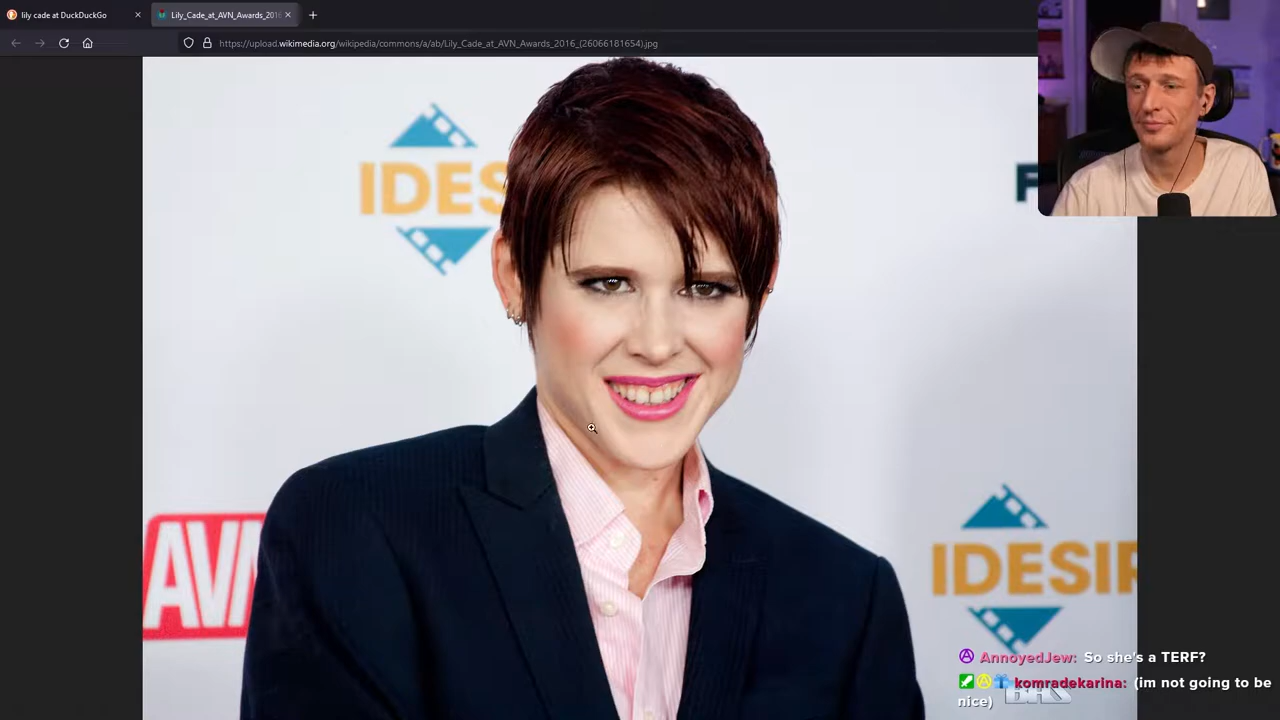 lily cade at DuckDuckGo
Lily_Cade_at_AVN_Awards_2016
https://upload.wikimedia.org/wikipedia/commons/a/ab/Lily_Cade_at_AVN_Awards_2016_(26066181654).jpg
IDES
F
AVN
IDESIR
AnnoyedJew: So she's a TERF?
komradekarina: (im not going to be
nice)